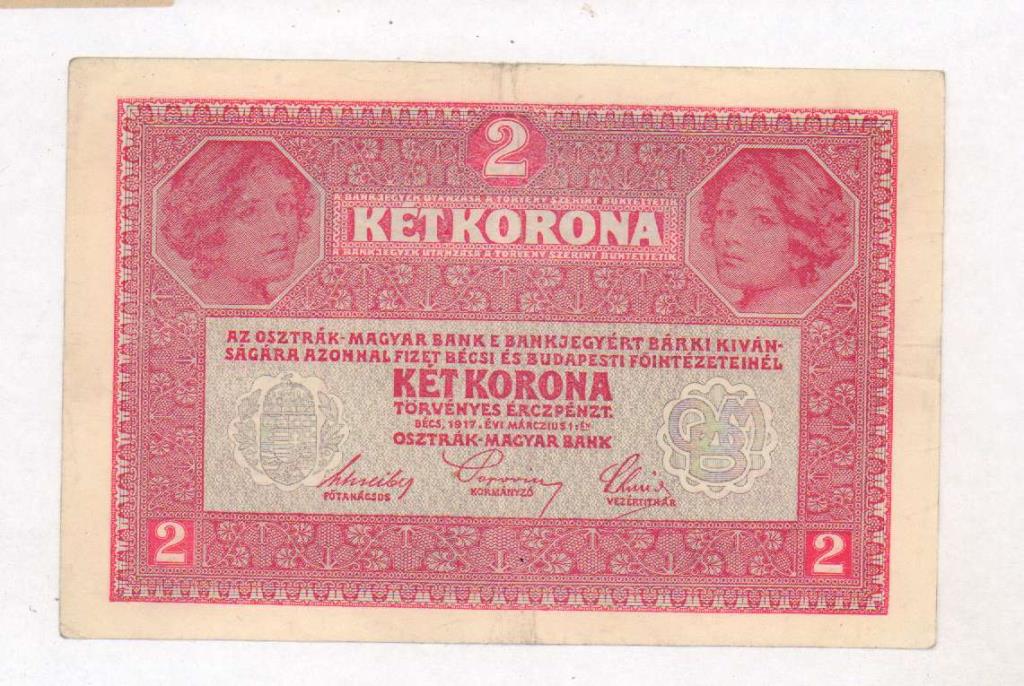 2
A BANKJEGYEK UTÁNZÁSA A TÖRVÉNY SZERINT BÜNTETTETIK
KÉT KORONA
A BANKJEGYEK UTÁNZÁSA A TÖRVÉNY SZERINT BÜNTETTETIK
AZ OSZTRÁK-MAGYAR BANK E BANKJEGYÉRT BÁRKI KIVÁN-
SÁGÁRA AZONNAL FIZET BÉCSI ÉS BUDAPESTI FŐINTÉZETEINÉL
KÉT KORONA
TÖRVÉNYES ÉRCZPÉNZT.
BÉCS, 1917. ÉVI MÁRCZIUS 1-ÉN
OSZTRÁK-MAGYAR BANK
FŐTANÁCSOS
KORMÁNYZÓ
VEZÉRTITKÁR
2
2